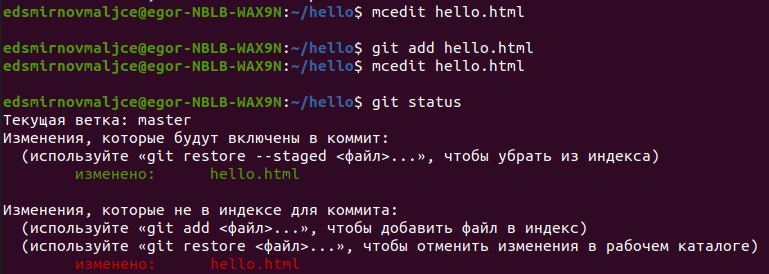 edsmirnovmaljce@egor-NBLB-WAX9N:~/hello$ mcedit hello.html
edsmirnovmaljce@egor-NBLB-WAX9N:~/hello$ git add hello.html
edsmirnovmaljce@egor-NBLB-WAX9N:~/hello$ mcedit hello.html
edsmirnovmaljce@egor-NBLB-WAX9N:~/hello$ git status
Текущая ветка: master
Изменения, которые будут включены в коммит:
  (используйте «git restore --staged <файл>...», чтобы убрать из индекса)
        изменено:      hello.html
Изменения, которые не в индексе для коммита:
  (используйте «git add <файл>...», чтобы добавить файл в индекс)
  (используйте «git restore <файл>...», чтобы отменить изменения в рабочем каталоге)
        изменено:      hello.html